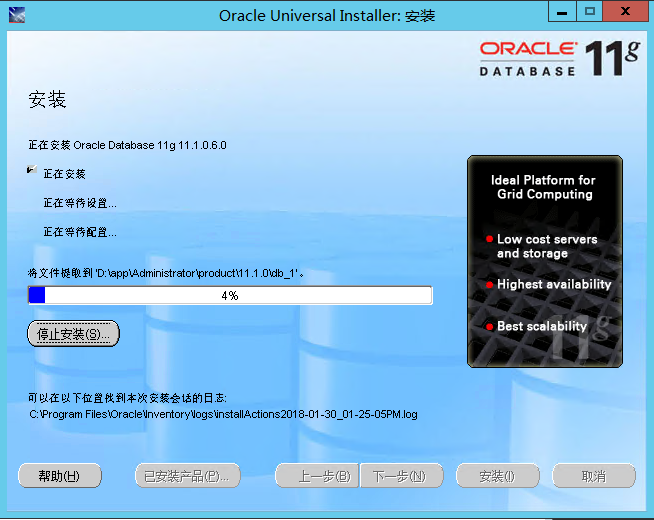 Oracle Universal Installer: 安装
ORACLE
DATABASE 11g
安装
正在安装 Oracle Database 11g 11.1.0.6.0
正在安装
正在等待设置...
正在等待配置...
将文件提取到 'D:\app\Administrator\product\11.1.0\db_1'。
4%
停止安装(S)...
Ideal Platform for
Grid Computing
Low cost servers
and storage
Highest availability
Best scalability
11g
可以在以下位置找到本次安装会话的日志:
C:\Program Files\Oracle\Inventory\logs\installActions2018-01-30_01-25-05PM.log
帮助(H) 已安装产品(P)... 上一步(B) 下一步(N) 安装(I) 取消